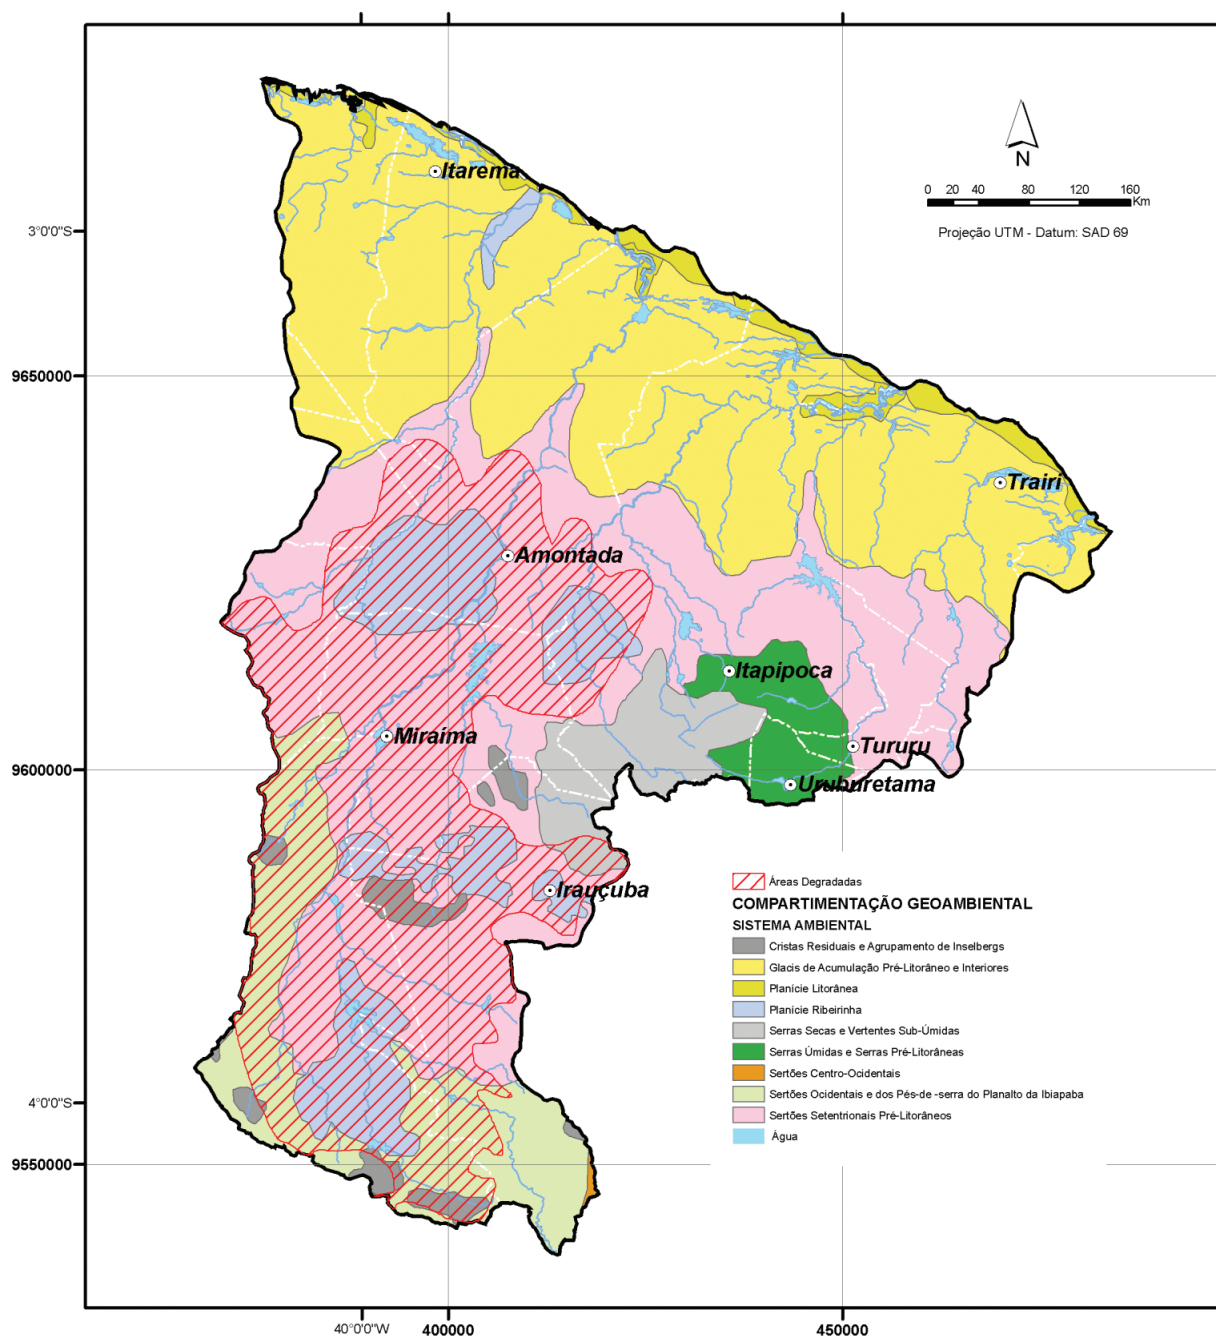 N
0 20 40 80 120 160
Km
Projeção UTM - Datum: SAD 69
Itarema
3°0'0"S
9650000
Trairi
Amontada
Itapipoca
Miraíma
Tururu
9600000
Uruburetama
Irauçuba
Áreas Degradadas
COMPARTIMENTAÇÃO GEOAMBIENTAL
SISTEMA AMBIENTAL
Cristas Residuais e Agrupamento de Inselbergs
Glacis de Acumulação Pré-Litorâneo e Interiores
Planície Litorânea
Planície Ribeirinha
Serras Secas e Vertentes Sub-Úmidas
Serras Úmidas e Serras Pré-Litorâneas
Sertões Centro-Ocidentais
Sertões Ocidentais e dos Pés-de -serra do Planalto da Ibiapaba
Sertões Setentrionais Pré-Litorâneos
Água
4°0'0"S
9550000
40°0'0"W
400000
450000